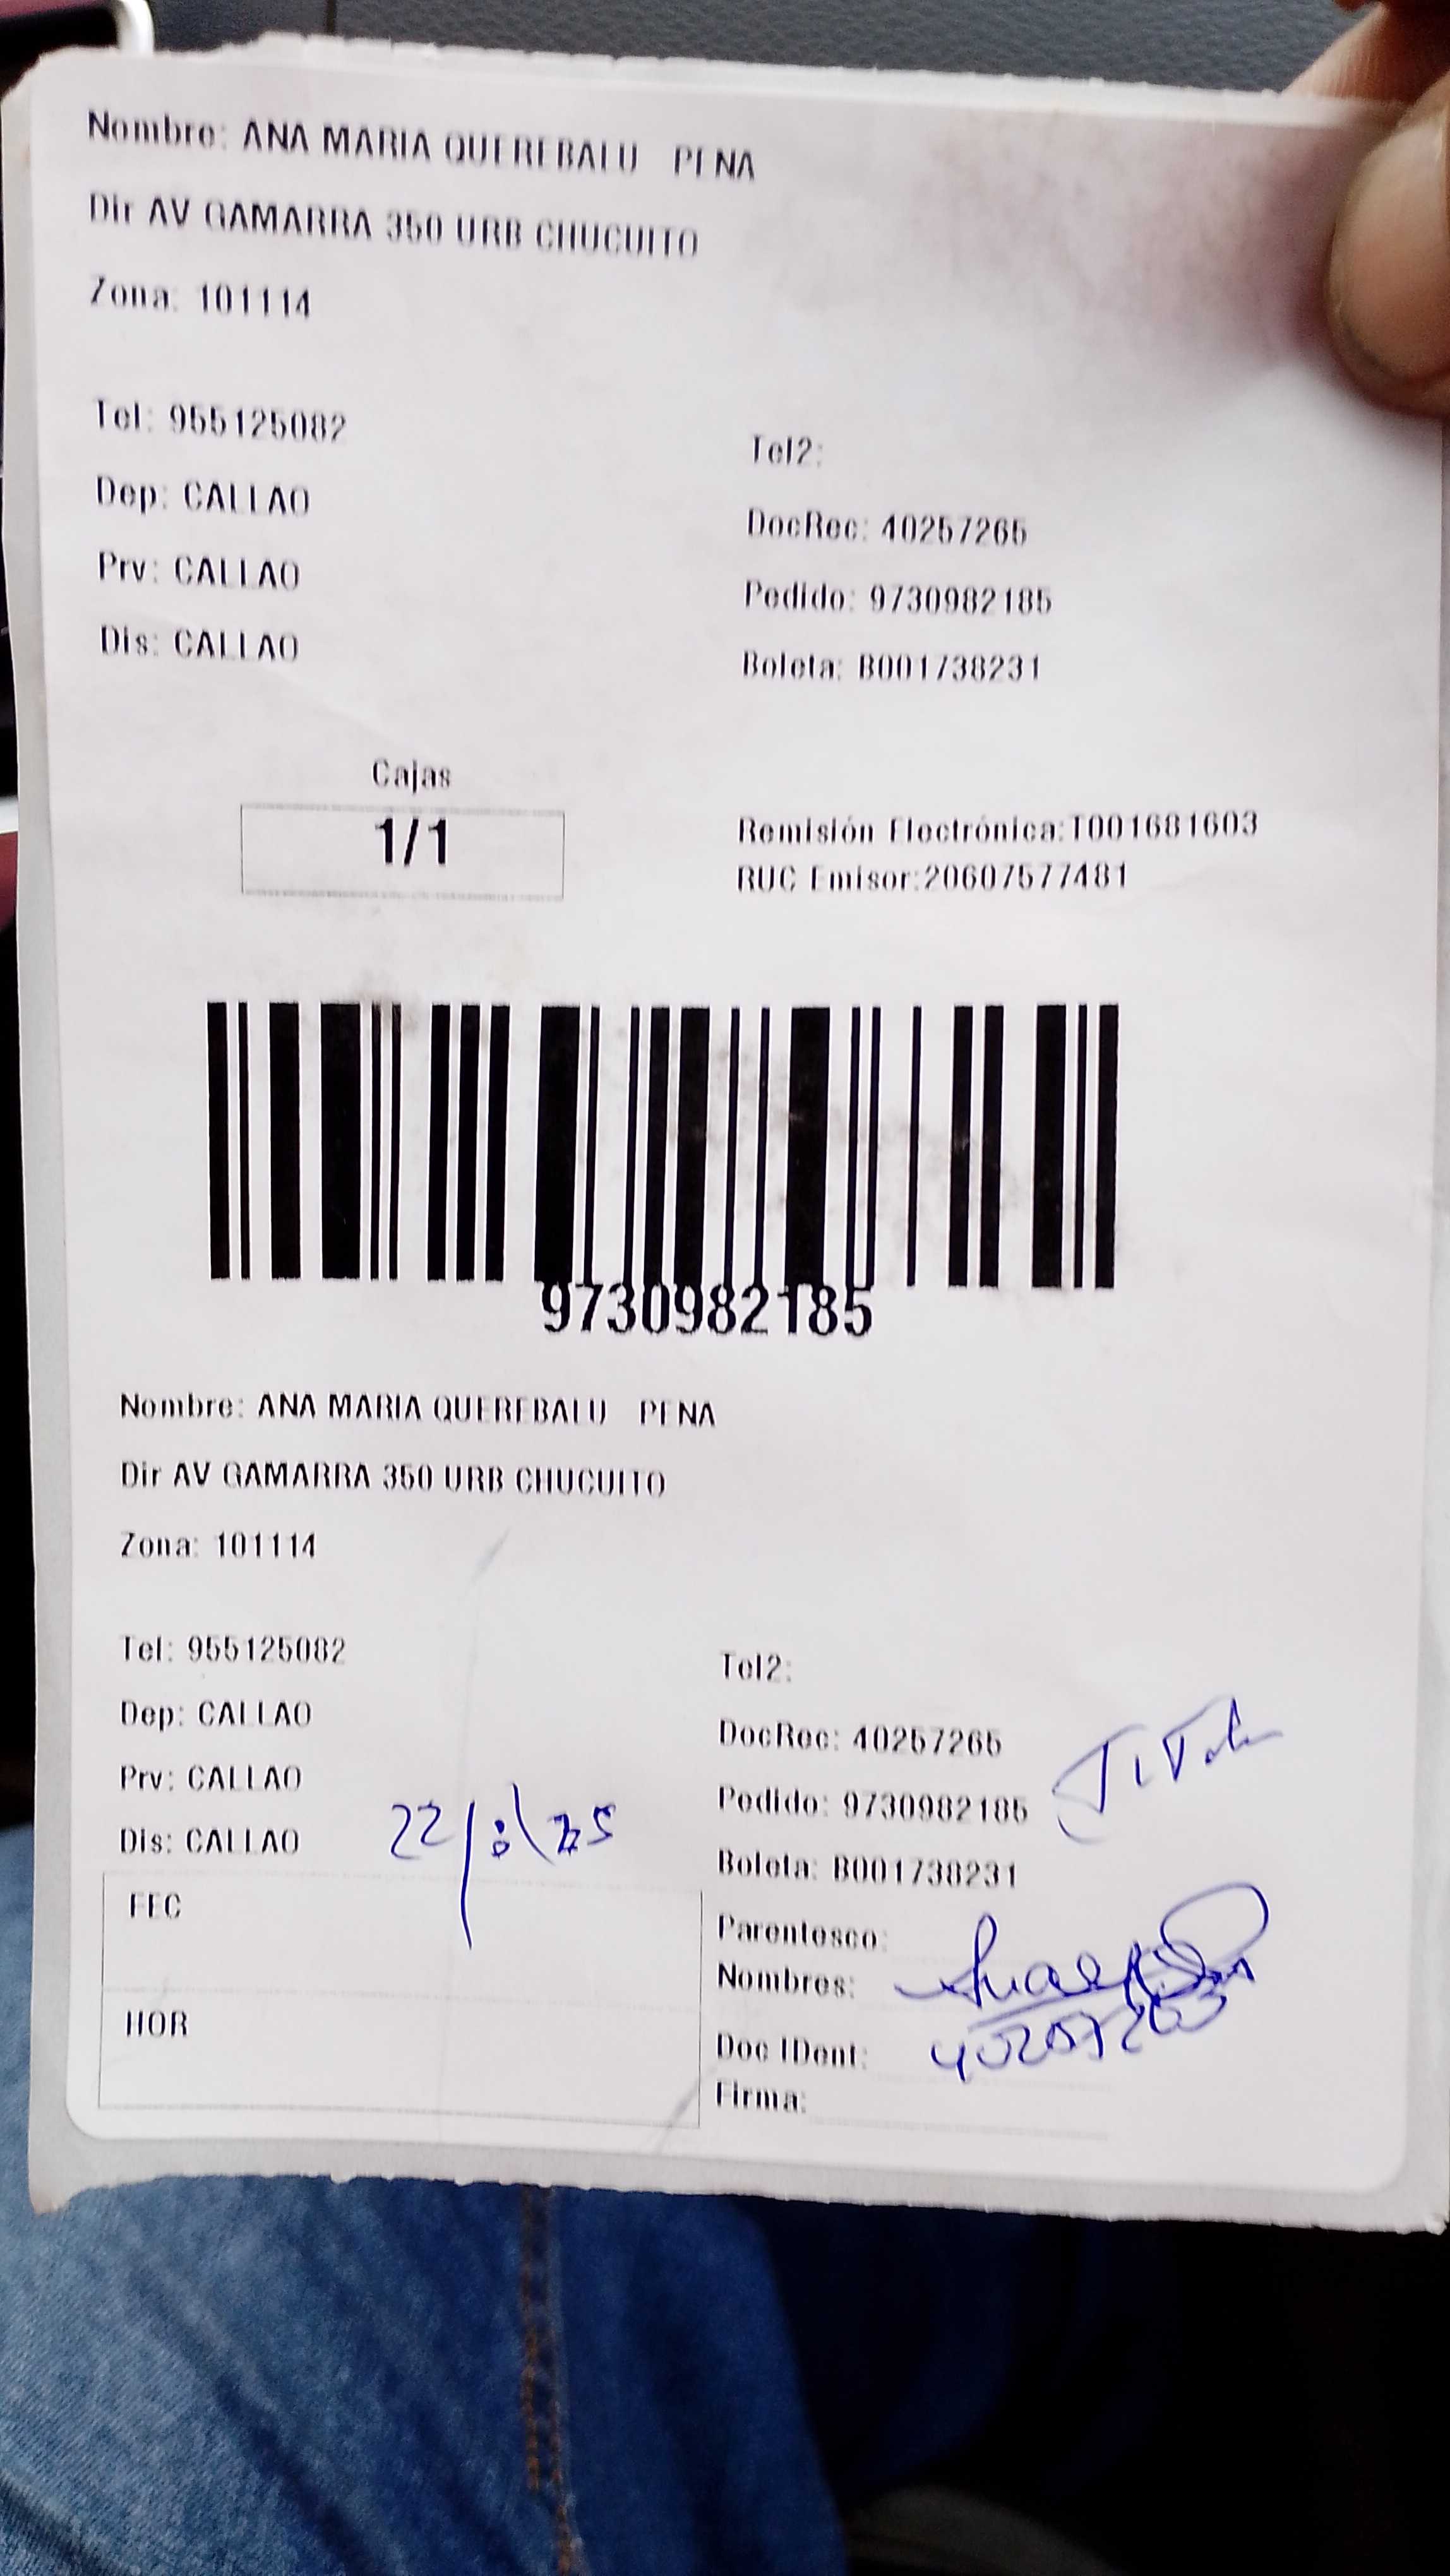 Nombre: ANA MARIA QUEREBALU PENA
Dir AV GAMARRA 350 URB CHUCUITO
Zona: 101114
Tel: 955125082
Tel2:
Dep: CALLAO
DocRec: 40257265
Prv: CALLAO
Pedido: 9730982185
Dis: CALLAO
Boleta: B001738231
Cajas
1/1
Remisión Electrónica:T001681603
RUC Emisor:20607577481
9730982185
Nombre: ANA MARIA QUEREBALU PENA
Dir AV GAMARRA 350 URB CHUCUITO
Zona: 101114
Tel: 955125082
Tel2:
Dep: CALLAO
DocRec: 40257265
Prv: CALLAO
Pedido: 9730982185
Dis: CALLAO
Boleta: B001738231
FEC
Parentesco:
Nombres:
HOR
Doc IDent:
Firma: